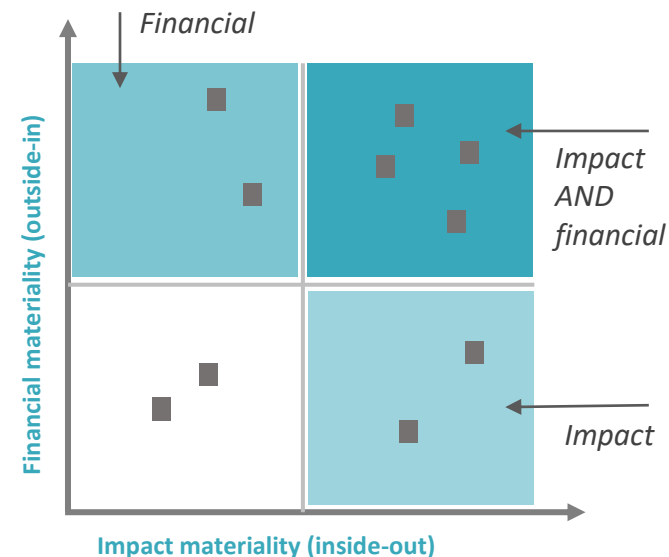 Financial
Impact
AND
financial
Financial materiality (outside-in)
Impact
Impact materiality (inside-out)